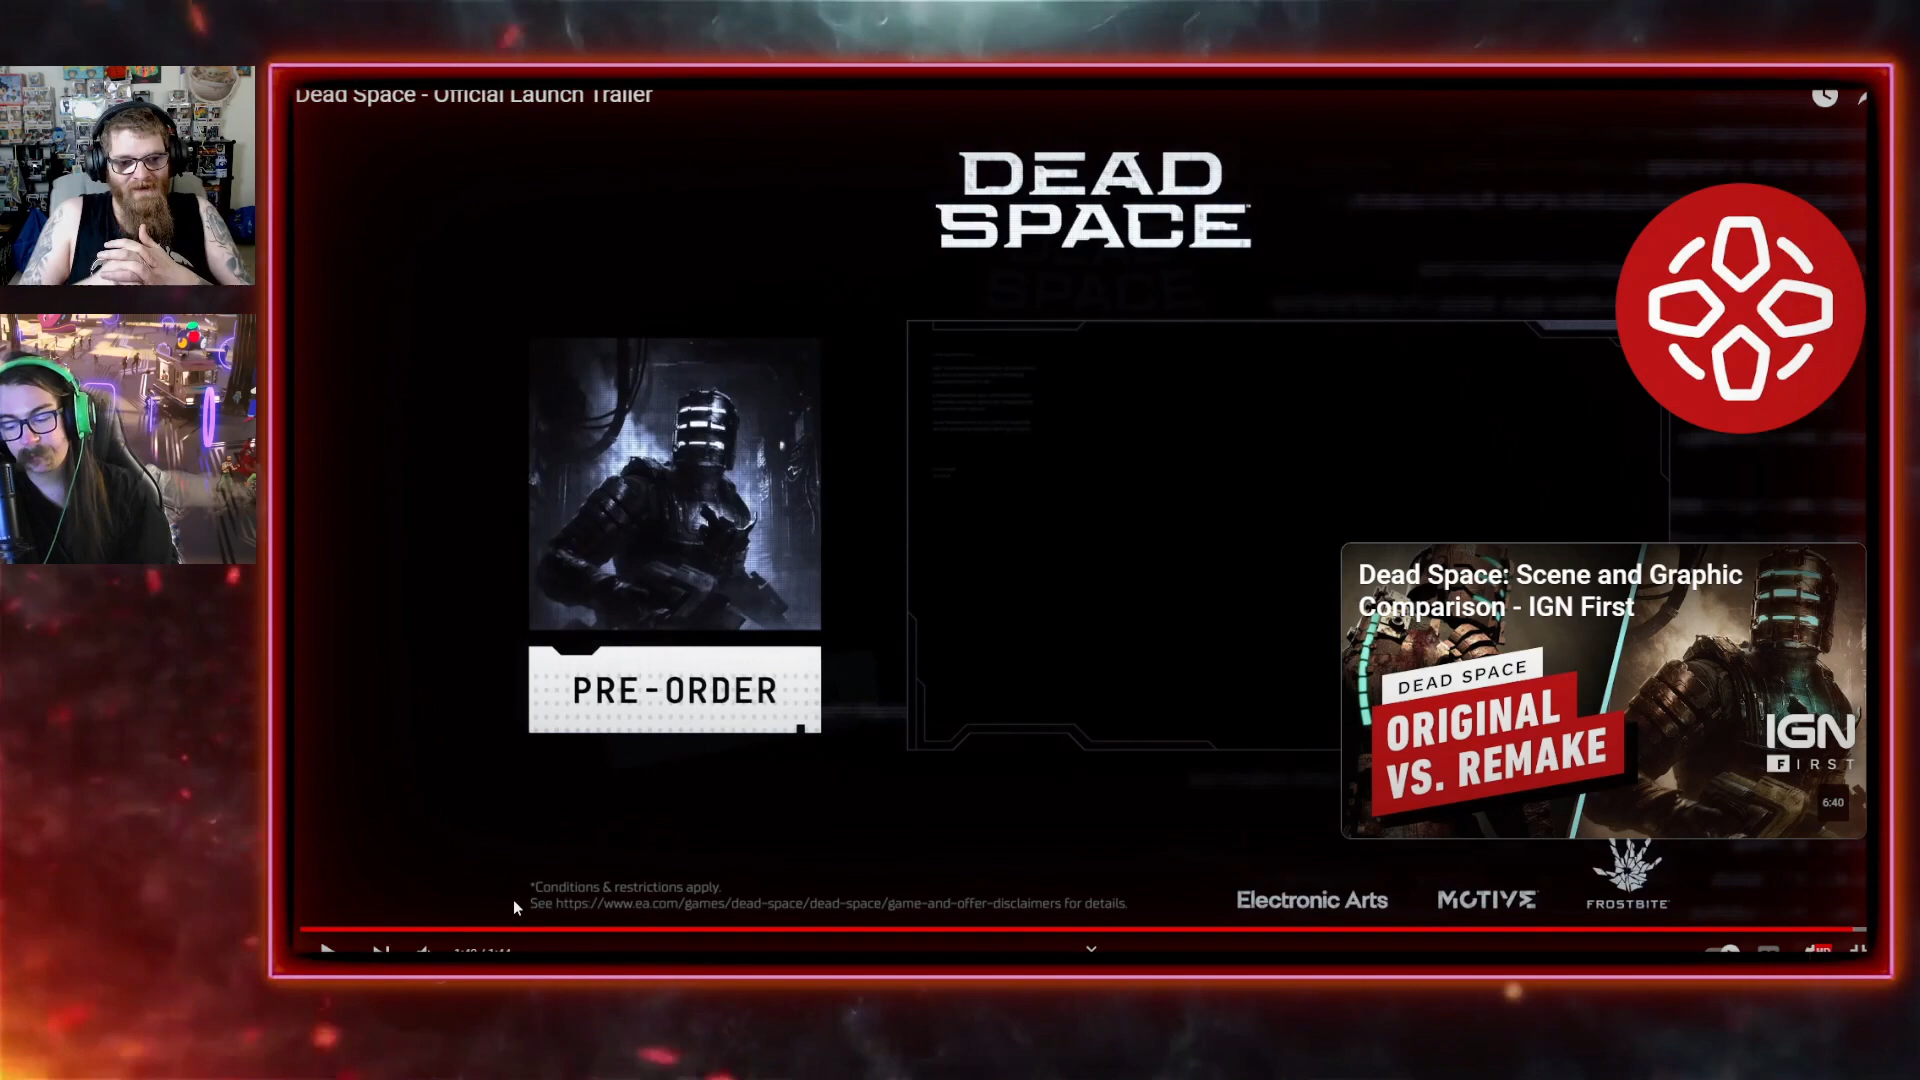 Dead Space - Official Launch Trailer
DEAD
SPACE
Dead Space: Scene and Graphic
Comparison - IGN First
DEAD SPACE
ORIGINAL
VS. REMAKE
IGN
FIRST
6:40
PRE-ORDER
*Conditions & restrictions apply.
See https://www.ea.com/games/dead-space/dead-space/game-and-offer-disclaimers for details.
Electronic Arts
MOTIVE
FROSTBITE